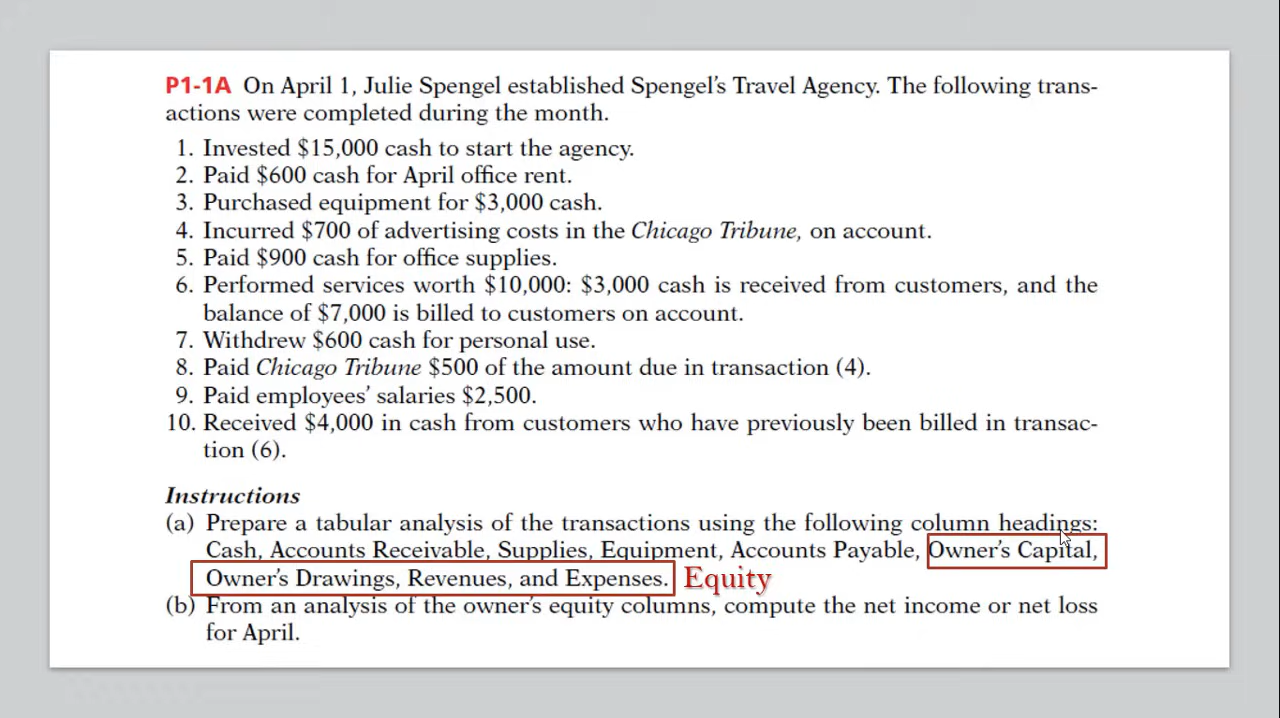 P1-1A On April 1, Julie Spengel established Spengel's Travel Agency. The following trans-
actions were completed during the month.
1. Invested $15,000 cash to start the agency.
2. Paid $600 cash for April office rent.
3. Purchased equipment for $3,000 cash.
4. Incurred $700 of advertising costs in the Chicago Tribune, on account.
5. Paid $900 cash for office supplies.
6. Performed services worth $10,000: $3,000 cash is received from customers, and the
balance of $7,000 is billed to customers on account.
7. Withdrew $600 cash for personal use.
8. Paid Chicago Tribune $500 of the amount due in transaction (4).
9. Paid employees' salaries $2,500.
10. Received $4,000 in cash from customers who have previously been billed in transac-
tion (6).
Instructions
(a) Prepare a tabular analysis of the transactions using the following column headings:
Cash, Accounts Receivable, Supplies, Equipment, Accounts Payable, Owner's Capital,
Owner's Drawings, Revenues, and Expenses. Equity
(b) From an analysis of the owner's equity columns, compute the net income or net loss
for April.